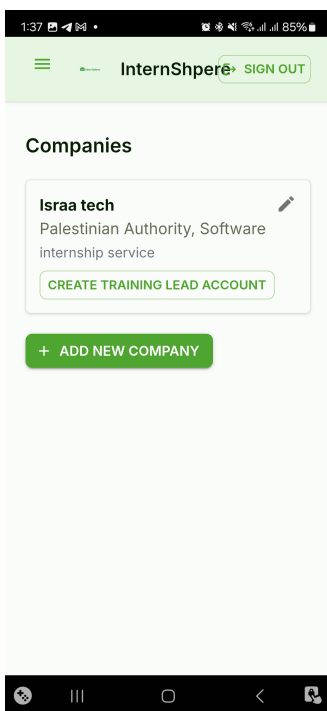 1:37
85%
InternShpere
SIGN OUT
Companies
Israa tech
Palestinian Authority, Software
internship service
CREATE TRAINING LEAD ACCOUNT
+ ADD NEW COMPANY